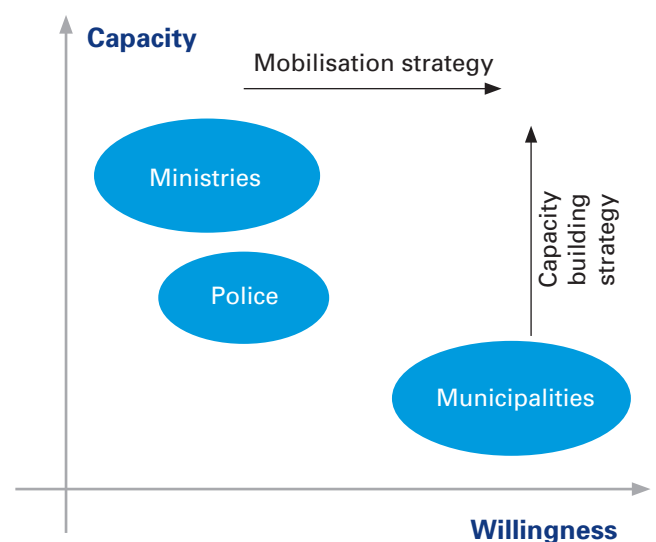 Capacity
Mobilisation strategy
Ministries
Capacity
building
strategy
Police
Municipalities
Willingness